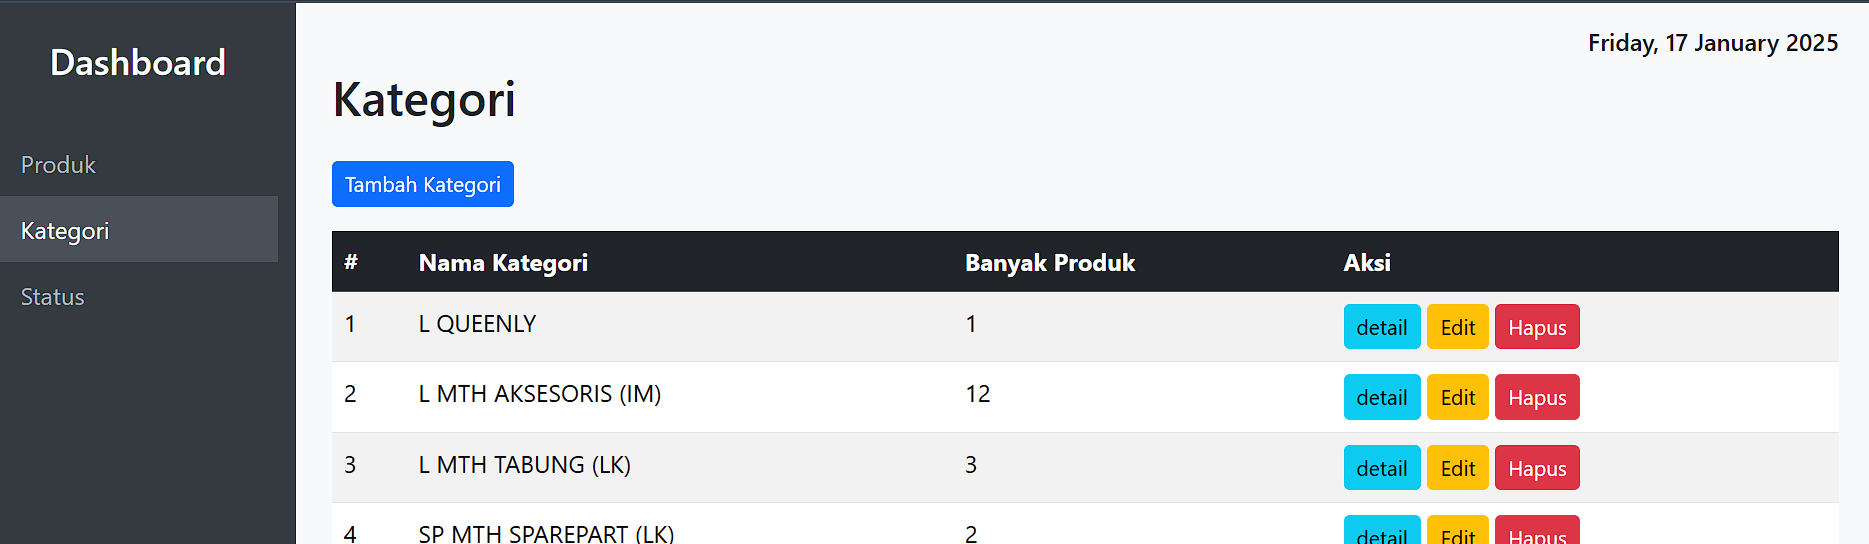 Dashboard
Produk
Kategori
Status
Friday, 17 January 2025
Kategori
Tambah Kategori
# Nama Kategori Banyak Produk Aksi
1 L QUEENLY 1 detail Edit Hapus
2 L MTH AKSESORIS (IM) 12 detail Edit Hapus
3 L MTH TABUNG (LK) 3 detail Edit Hapus
4 SP MTH SPAREPART (LK) 2 detail Edit Hapus